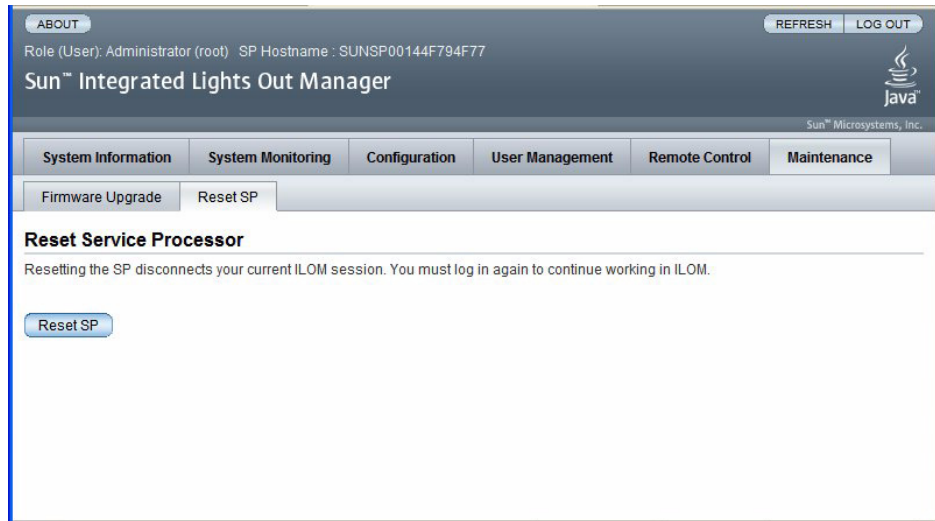 ABOUT
REFRESH LOG OUT
Role (User): Administrator (root) SP Hostname : SUNSP00144F794F77
Sun™ Integrated Lights Out Manager
Java™
Sun™ Microsystems, Inc.
System Information System Monitoring Configuration User Management Remote Control Maintenance
Firmware Upgrade Reset SP
Reset Service Processor
Resetting the SP disconnects your current ILOM session. You must log in again to continue working in ILOM.
Reset SP